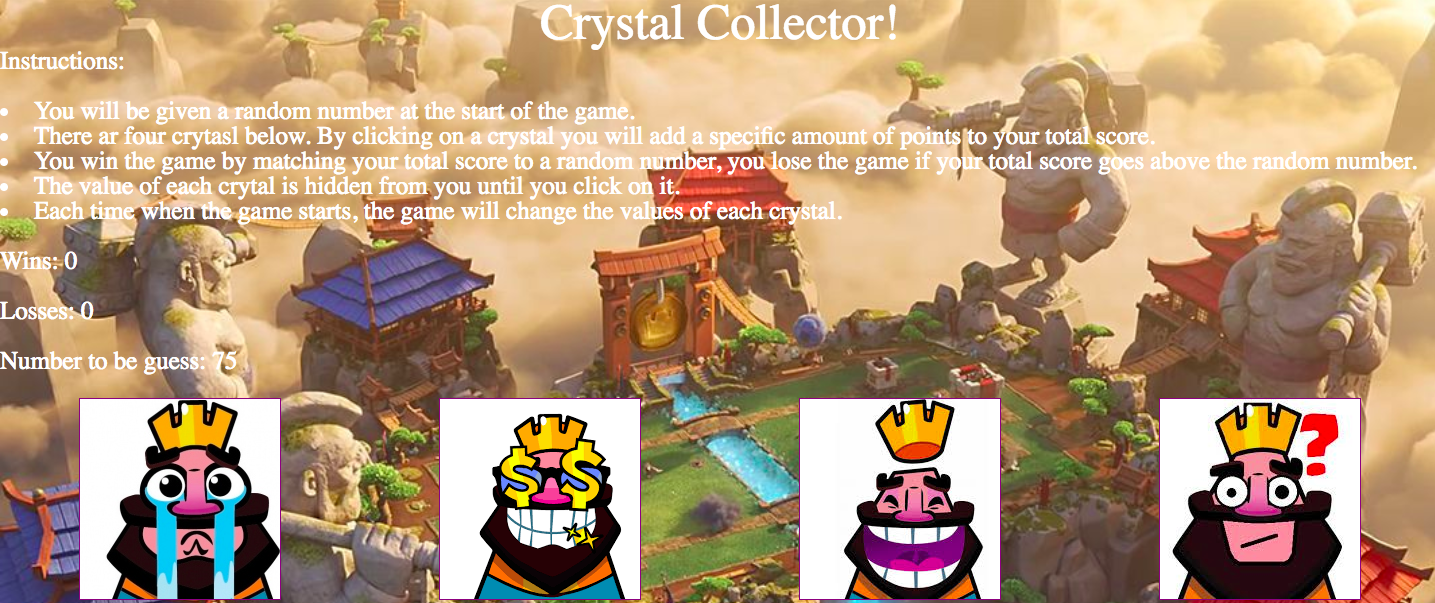 Crystal Collector!
Instructions:
• You will be given a random number at the start of the game.
• There ar four crytasl below. By clicking on a crystal you will add a specific amount of points to your total score.
• You win the game by matching your total score to a random number, you lose the game if your total score goes above the random number.
• The value of each crytal is hidden from you until you click on it.
• Each time when the game starts, the game will change the values of each crystal.
Wins: 0
Losses: 0
Number to be guess: 75
$ $
?